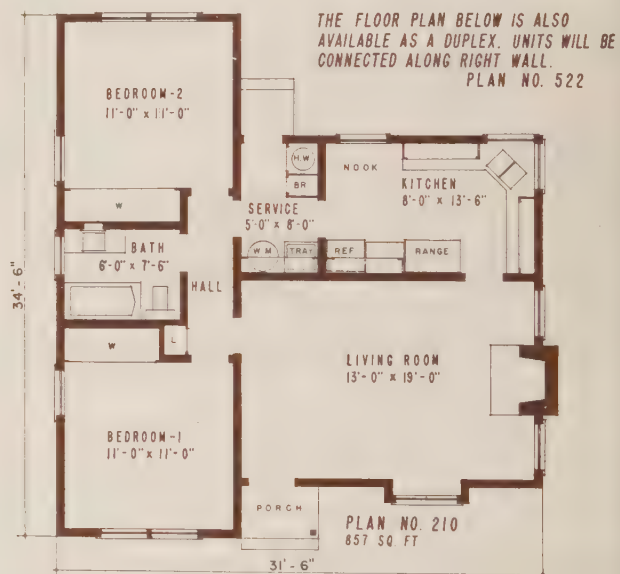 THE FLOOR PLAN BELOW IS ALSO
AVAILABLE AS A DUPLEX. UNITS WILL BE
CONNECTED ALONG RIGHT WALL.
PLAN NO. 522
BEDROOM-2
11'-0" x 11'-0"
H.W
BR
NOOK
KITCHEN
8'-0" x 13'-6"
SERVICE
5'-0" x 8'-0"
W
BATH
6'-0" x 7'-6"
W M
TRAY
REF
RANGE
HALL
34'-6"
W
L
LIVING ROOM
13'-0" x 19'-0"
BEDROOM-1
11'-0" x 11'-0"
PORCH
PLAN NO. 210
857 SQ. FT
31'-6"